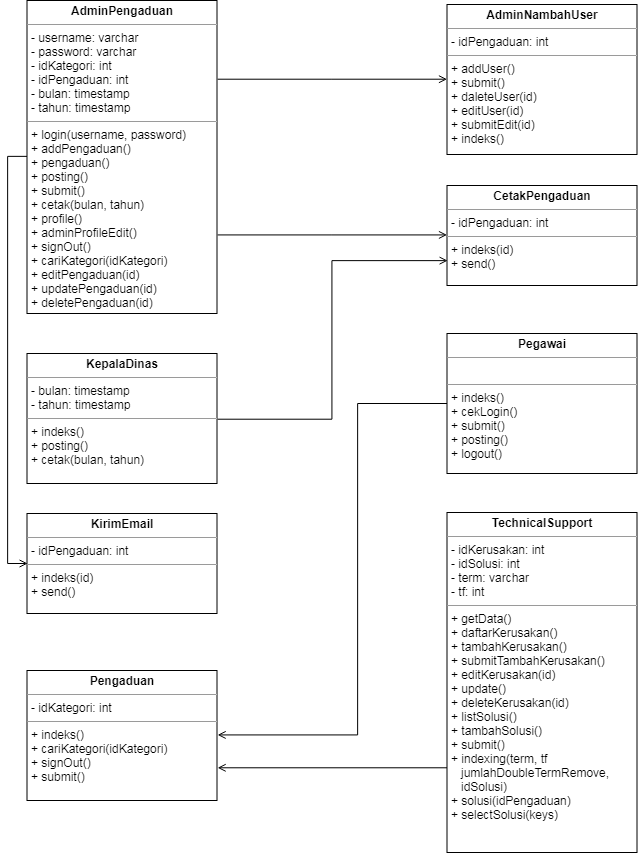 AdminPengaduan
- username: varchar
- password: varchar
- idKategori: int
- idPengaduan: int
- bulan: timestamp
- tahun: timestamp
+ login(username, password)
+ addPengaduan()
+ pengaduan()
+ posting()
+ submit()
+ cetak(bulan, tahun)
+ profile()
+ adminProfileEdit()
+ signOut()
+ cariKategori(idKategori)
+ editPengaduan(id)
+ updatePengaduan(id)
+ deletePengaduan(id)
AdminNambahUser
- idPengaduan: int
+ addUser()
+ submit()
+ daleteUser(id)
+ editUser(id)
+ submitEdit(id)
+ indeks()
CetakPengaduan
- idPengaduan: int
+ indeks(id)
+ send()
KepalaDinas
- bulan: timestamp
- tahun: timestamp
+ indeks()
+ posting()
+ cetak(bulan, tahun)
Pegawai
+ indeks()
+ cekLogin()
+ submit()
+ posting()
+ logout()
KirimEmail
- idPengaduan: int
+ indeks(id)
+ send()
TechnicalSupport
- idKerusakan: int
- idSolusi: int
- term: varchar
- tf: int
+ getData()
+ daftarKerusakan()
+ tambahKerusakan()
+ submitTambahKerusakan()
+ editKerusakan(id)
+ update()
+ deleteKerusakan(id)
+ listSolusi()
+ tambahSolusi()
+ submit()
+ indexing(term, tf
jumlahDoubleTermRemove,
idSolusi)
+ solusi(idPengaduan)
+ selectSolusi(keys)
Pengaduan
- idKategori: int
+ indeks()
+ cariKategori(idKategori)
+ signOut()
+ submit()